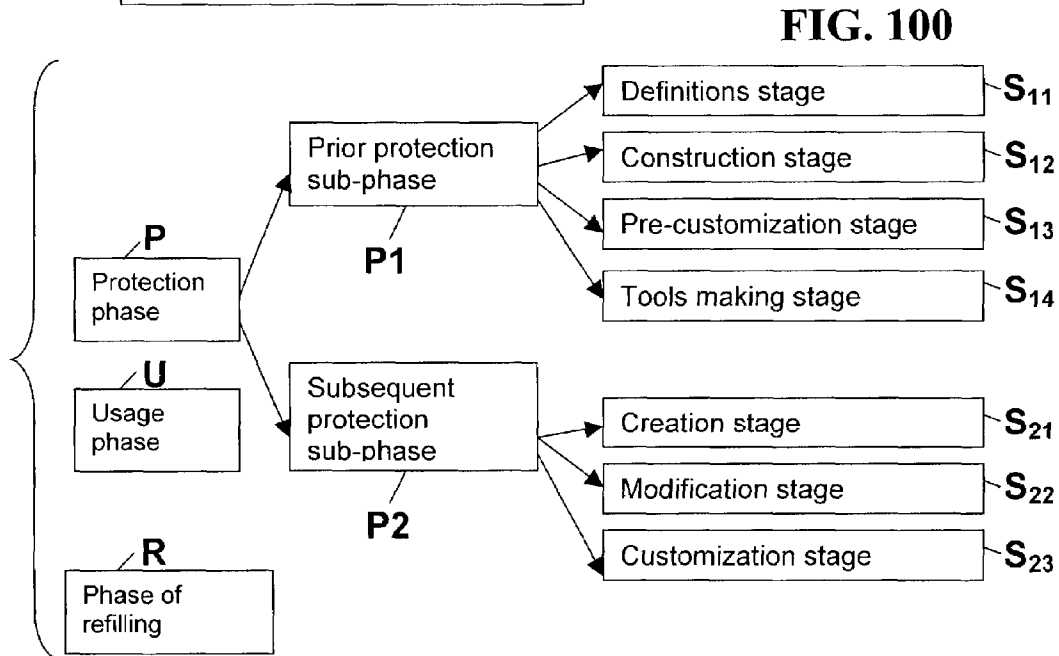 FIG. 100
Definitions stage
S11
Prior protection
sub-phase
Construction stage
S12
P1
Pre-customization stage
S13
P
Protection
phase
Tools making stage
S14
U
Usage
phase
Subsequent
protection
sub-phase
Creation stage
S21
P2
Modification stage
S22
R
Phase of
refilling
Customization stage
S23